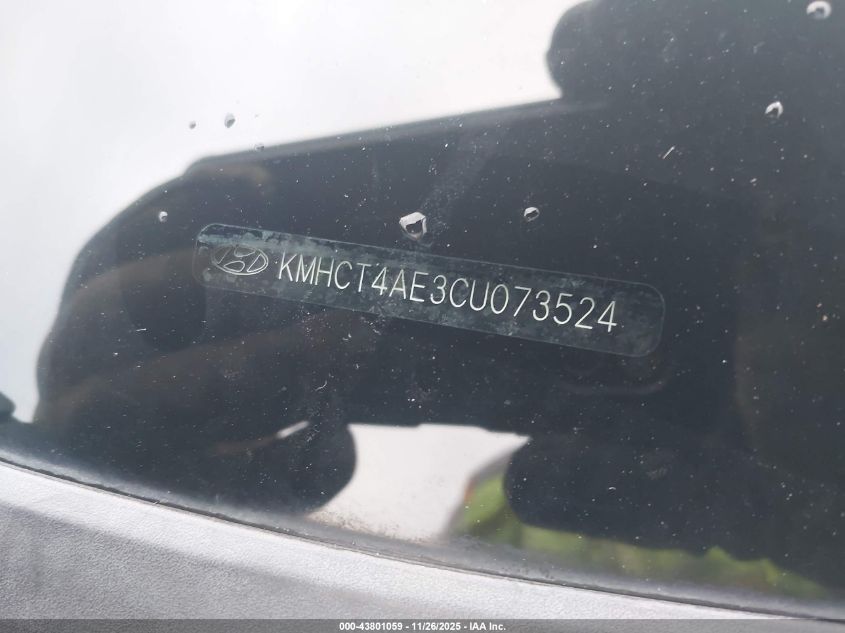 KMHCT4AE3CU073524
000-43801059 - 11/26/2025 - IAA Inc.